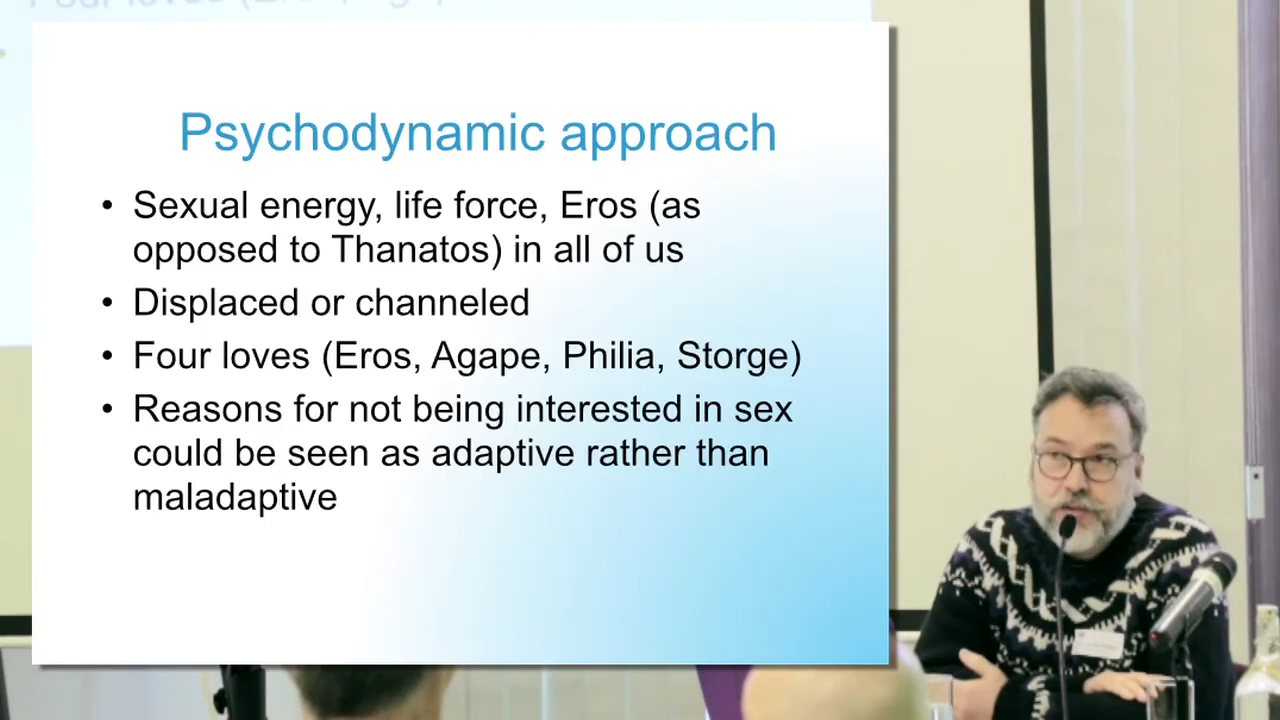 Psychodynamic approach
• Sexual energy, life force, Eros (as
opposed to Thanatos) in all of us
• Displaced or channeled
• Four loves (Eros, Agape, Philia, Storge)
• Reasons for not being interested in sex
could be seen as adaptive rather than
maladaptive